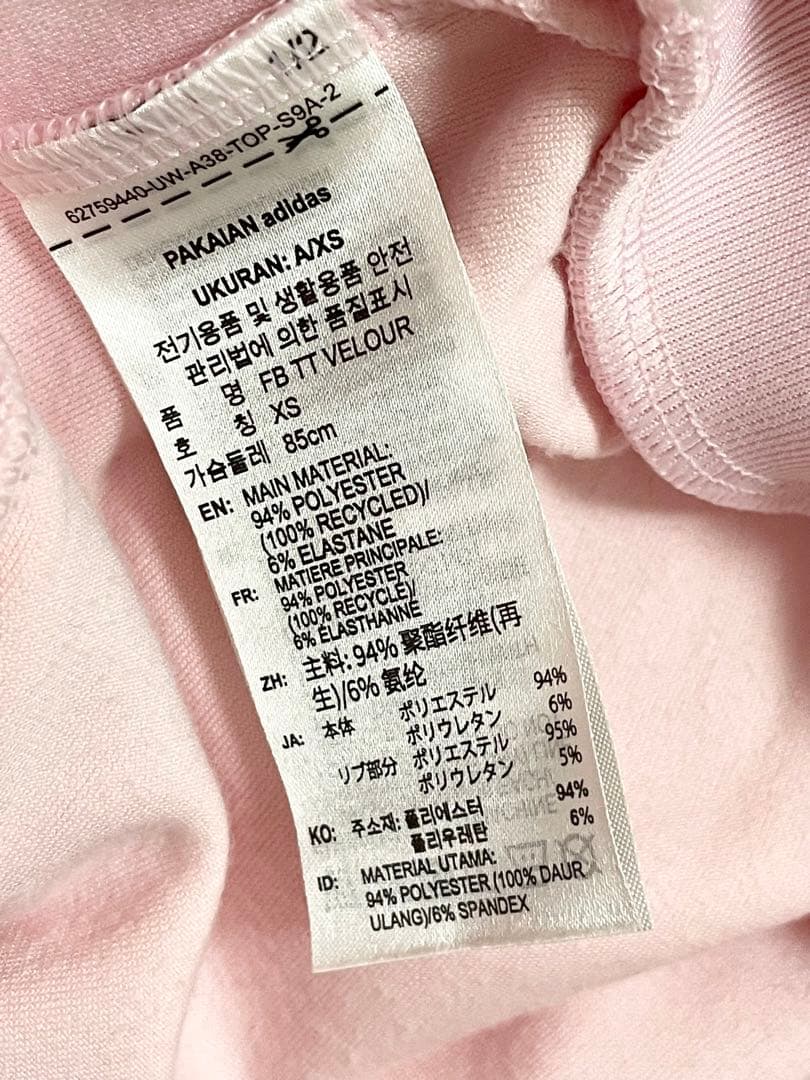 1/2
62759440-UW-A38-TOP-S9A-2
PAKAIAN adidas
UKURAN: A/XS
전기용품 및 생활용품 안전
관리법에 의한 품질표시
품 명 FB TT VELOUR
호 칭 XS
가슴둘레 85cm
EN: MAIN MATERIAL:
94% POLYESTER
(100% RECYCLED)/
6% ELASTANE
FR: MATIERE PRINCIPALE:
94% POLYESTER
(100% RECYCLE)/
6% ÉLASTHANNE
ZH: 主料: 94% 聚酯纤维(再
生)/6% 氨纶
JA: 本体 ポリエステル 94%
ポリウレタン 6%
リブ部分 ポリエステル 95%
ポリウレタン 5%
KO: 주소재: 폴리에스터 94%
폴리우레탄 6%
ID: MATERIAL UTAMA:
94% POLYESTER (100% DAUR
ULANG)/6% SPANDEX